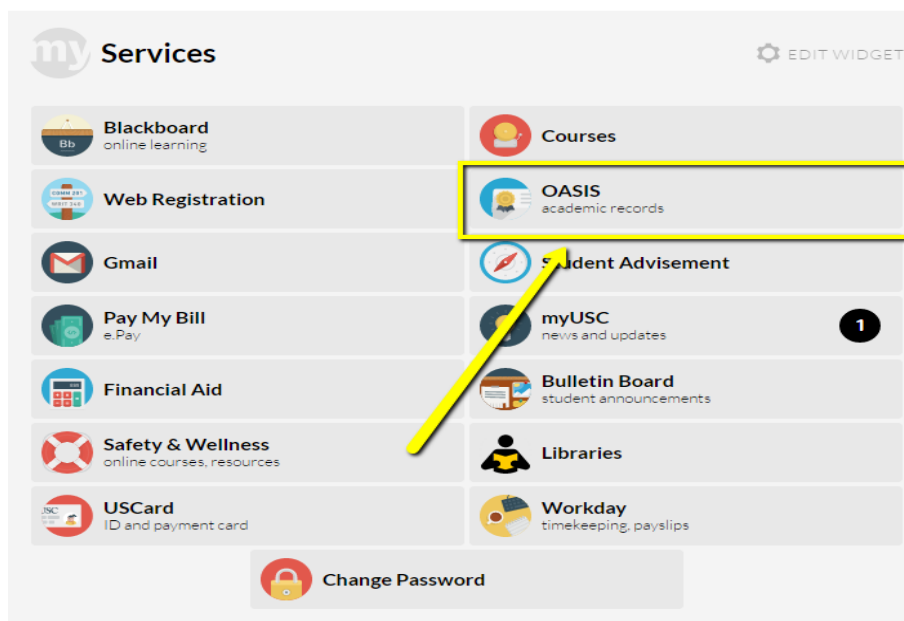 my Services
EDIT WIDGET
Blackboard
online learning
Bb
Courses
Web Registration
OASIS
academic records
Gmail
Student Advisement
Pay My Bill
e.Pay
myUSC
news and updates
1
Financial Aid
Bulletin Board
student announcements
Safety & Wellness
online courses, resources
Libraries
USCard
ID and payment card
Workday
timekeeping, payslips
Change Password